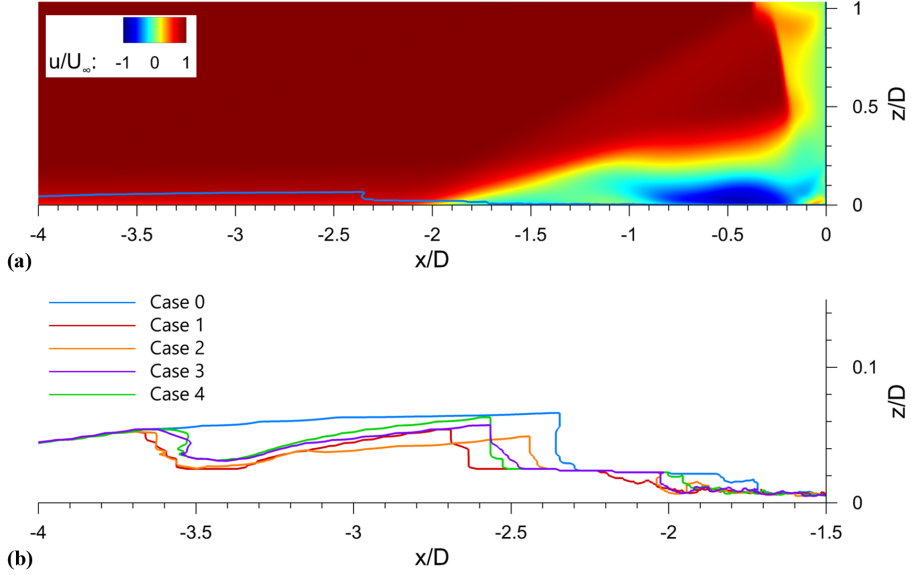 u/U∞:
-1 0 1
1
0.5
0
z/D
-4 -3.5 -3 -2.5 -2 -1.5 -1 -0.5 0
x/D
(a)
Case 0
Case 1
Case 2
Case 3
Case 4
0.1
0
z/D
-4 -3.5 -3 -2.5 -2 -1.5
x/D
(b)